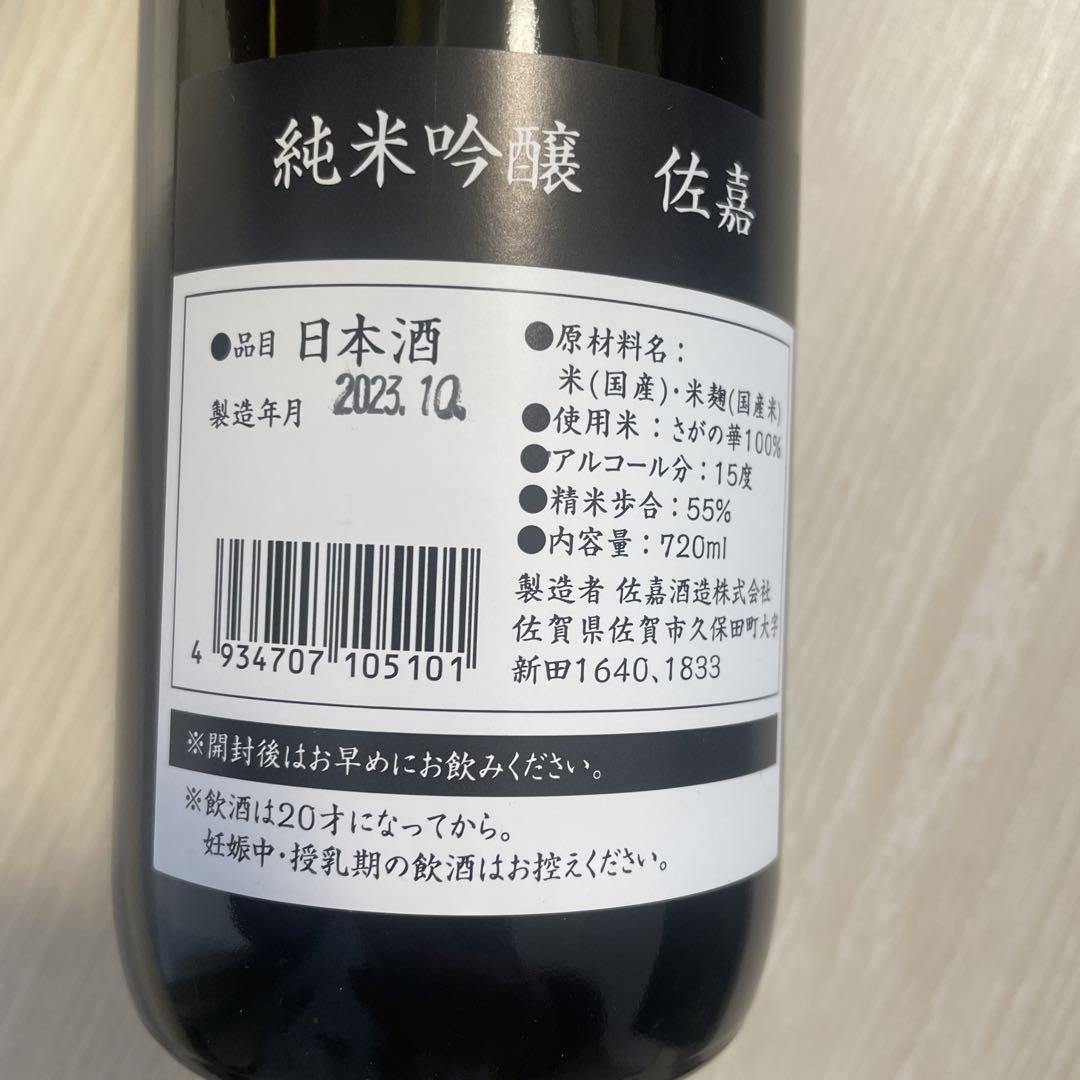 純米吟醸 佐嘉
●品目 日本酒
製造年月 2023.10.
4 934707 105101
●原材料名：
米(国産)・米麹(国産米)
●使用米：さがの華100%
●アルコール分：15度
●精米歩合：55%
●内容量：720ml
製造者 佐嘉酒造株式会社
佐賀県佐賀市久保田町大字
新田1640、1833
※開封後はお早めにお飲みください。
※飲酒は20才になってから。
妊娠中・授乳期の飲酒はお控えください。